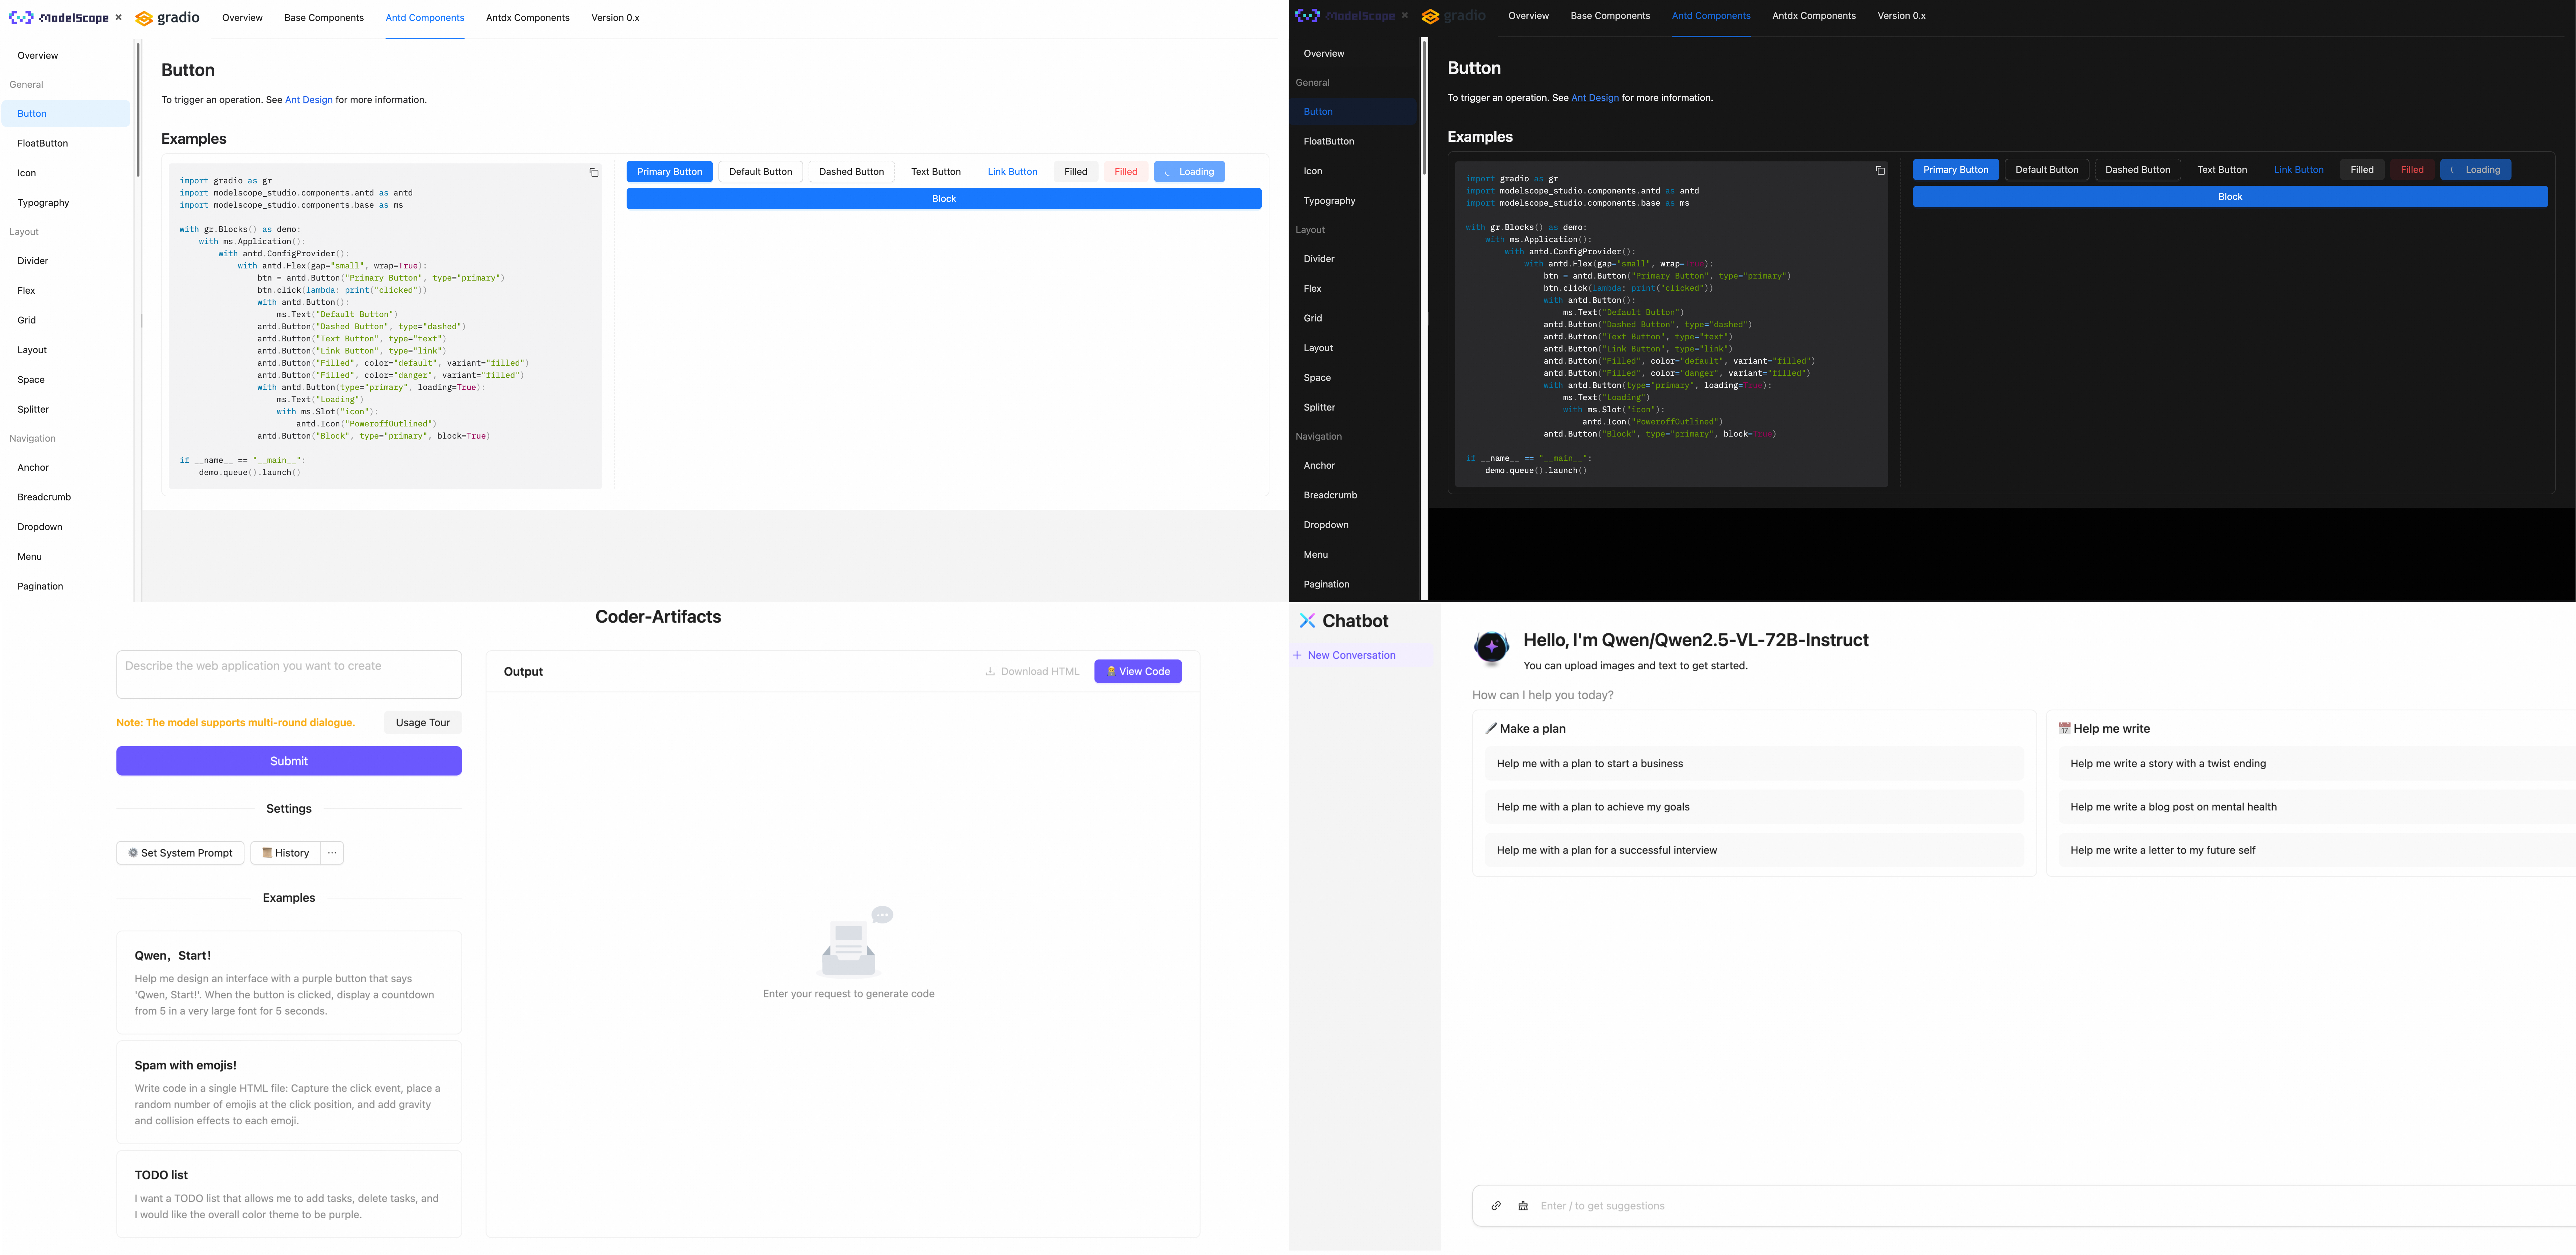 ModelScope × gradio Overview Base Components Antd Components Antdx Components Version 0.x
Overview
General
Button
FloatButton
Icon
Typography
Layout
Divider
Flex
Grid
Layout
Space
Splitter
Navigation
Anchor
Breadcrumb
Dropdown
Menu
Pagination
Button
To trigger an operation. See Ant Design for more information.
Examples
import gradio as gr
import modelscope_studio.components.antd as antd
import modelscope_studio.components.base as ms
with gr.Blocks() as demo:
with ms.Application():
with antd.ConfigProvider():
with antd.Flex(gap="small", wrap=True):
btn = antd.Button("Primary Button", type="primary")
btn.click(lambda: print("clicked"))
with antd.Button():
ms.Text("Default Button")
antd.Button("Dashed Button", type="dashed")
antd.Button("Text Button", type="text")
antd.Button("Link Button", type="link")
antd.Button("Filled", color="default", variant="filled")
antd.Button("Filled", color="danger", variant="filled")
with antd.Button(type="primary", loading=True):
ms.Text("Loading")
with ms.Slot("icon"):
antd.Icon("PoweroffOutlined")
antd.Button("Block", type="primary", block=True)
if __name__ == "__main__":
demo.queue().launch()
Primary Button Default Button Dashed Button Text Button Link Button Filled Filled Loading
Block
ModelScope × gradio Overview Base Components Antd Components Antdx Components Version 0.x
Overview
General
Button
FloatButton
Icon
Typography
Layout
Divider
Flex
Grid
Layout
Space
Splitter
Navigation
Anchor
Breadcrumb
Dropdown
Menu
Pagination
Button
To trigger an operation. See Ant Design for more information.
Examples
import gradio as gr
import modelscope_studio.components.antd as antd
import modelscope_studio.components.base as ms
with gr.Blocks() as demo:
with ms.Application():
with antd.ConfigProvider():
with antd.Flex(gap="small", wrap=True):
btn = antd.Button("Primary Button", type="primary")
btn.click(lambda: print("clicked"))
with antd.Button():
ms.Text("Default Button")
antd.Button("Dashed Button", type="dashed")
antd.Button("Text Button", type="text")
antd.Button("Link Button", type="link")
antd.Button("Filled", color="default", variant="filled")
antd.Button("Filled", color="danger", variant="filled")
with antd.Button(type="primary", loading=True):
ms.Text("Loading")
with ms.Slot("icon"):
antd.Icon("PoweroffOutlined")
antd.Button("Block", type="primary", block=True)
if __name__ == "__main__":
demo.queue().launch()
Primary Button Default Button Dashed Button Text Button Link Button Filled Filled Loading
Block
Coder-Artifacts
Describe the web application you want to create
Note: The model supports multi-round dialogue. Usage Tour
Submit
Settings
Set System Prompt History ···
Examples
Qwen，Start！
Help me design an interface with a purple button that says
'Qwen, Start!'. When the button is clicked, display a countdown
from 5 in a very large font for 5 seconds.
Spam with emojis!
Write code in a single HTML file: Capture the click event, place a
random number of emojis at the click position, and add gravity
and collision effects to each emoji.
TODO list
I want a TODO list that allows me to add tasks, delete tasks, and
I would like the overall color theme to be purple.
Output Download HTML View Code
Enter your request to generate code
Chatbot
+ New Conversation
Hello, I'm Qwen/Qwen2.5-VL-72B-Instruct
You can upload images and text to get started.
How can I help you today?
Make a plan
Help me with a plan to start a business
Help me with a plan to achieve my goals
Help me with a plan for a successful interview
Help me write
Help me write a story with a twist ending
Help me write a blog post on mental health
Help me write a letter to my future self
Enter / to get suggestions